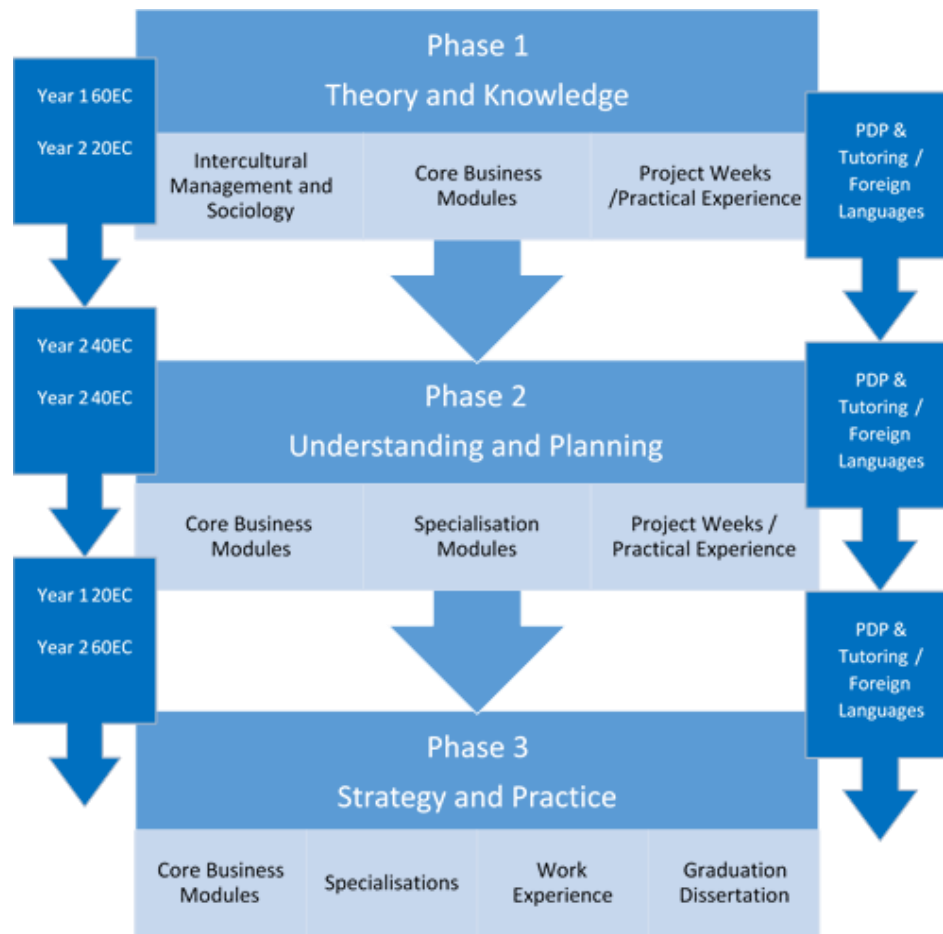 Phase 1
Theory and Knowledge
Year 1 60EC
Year 2 20EC
PDP &
Tutoring /
Foreign
Languages
Intercultural
Management and
Sociology
Core Business
Modules
Project Weeks
/Practical Experience
Year 2 40EC
Year 2 40EC
PDP &
Tutoring /
Foreign
Languages
Phase 2
Understanding and Planning
Core Business
Modules
Specialisation
Modules
Project Weeks /
Practical Experience
Year 1 20EC
Year 2 60EC
PDP &
Tutoring /
Foreign
Languages
Phase 3
Strategy and Practice
Core Business
Modules
Specialisations
Work
Experience
Graduation
Dissertation